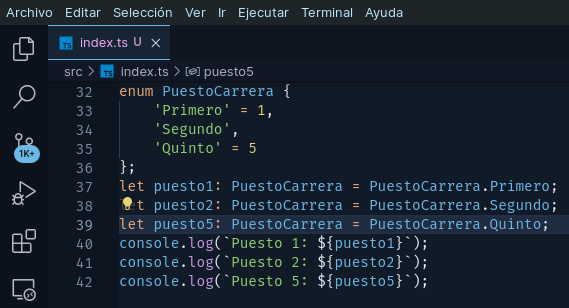 Archivo Editar Selección Ver Ir Ejecutar Terminal Ayuda
TS index.ts U ×
src > TS index.ts > puesto5
32 enum PuestoCarrera {
33 'Primero' = 1,
34 'Segundo',
35 'Quinto' = 5
36 };
37 let puesto1: PuestoCarrera = PuestoCarrera.Primero;
38 let puesto2: PuestoCarrera = PuestoCarrera.Segundo;
39 let puesto5: PuestoCarrera = PuestoCarrera.Quinto;
40 console.log(`Puesto 1: ${puesto1}`);
41 console.log(`Puesto 2: ${puesto2}`);
42 console.log(`Puesto 5: ${puesto5}`);
1K+